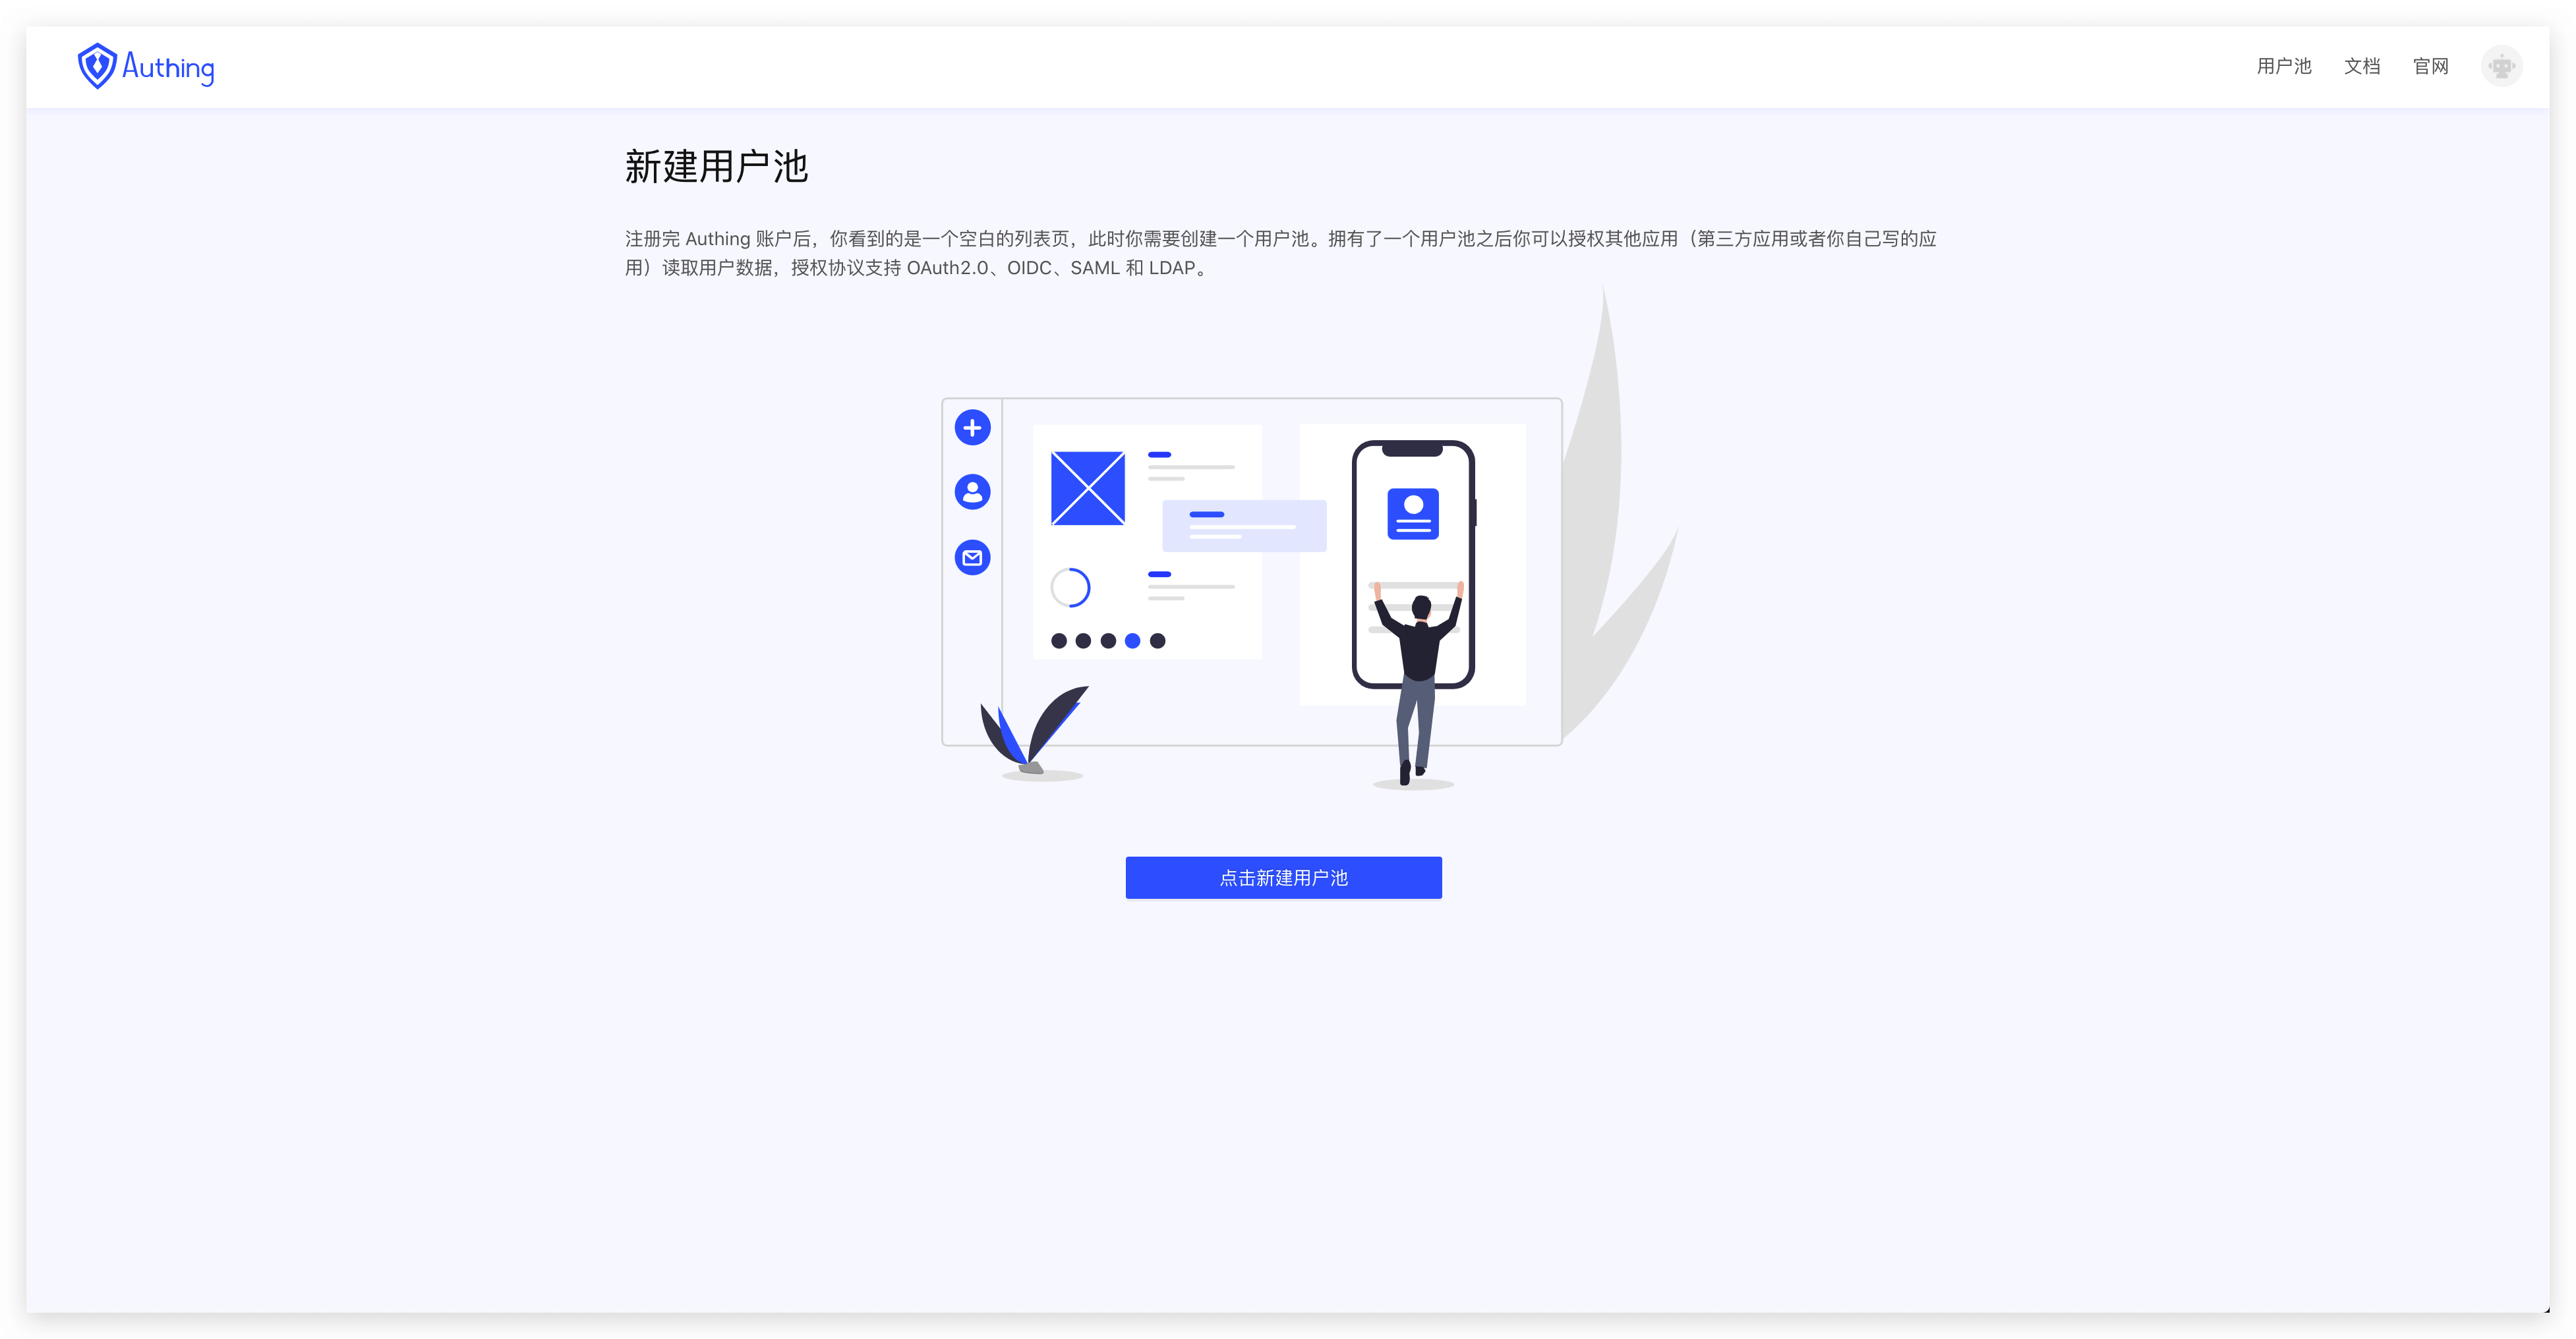 Authing
用户池
文档
官网
新建用户池
注册完 Authing 账户后，你看到的是一个空白的列表页，此时你需要创建一个用户池。拥有了一个用户池之后你可以授权其他应用（第三方应用或者你自己写的应
用）读取用户数据，授权协议支持 OAuth2.0、OIDC、SAML 和 LDAP。
点击新建用户池